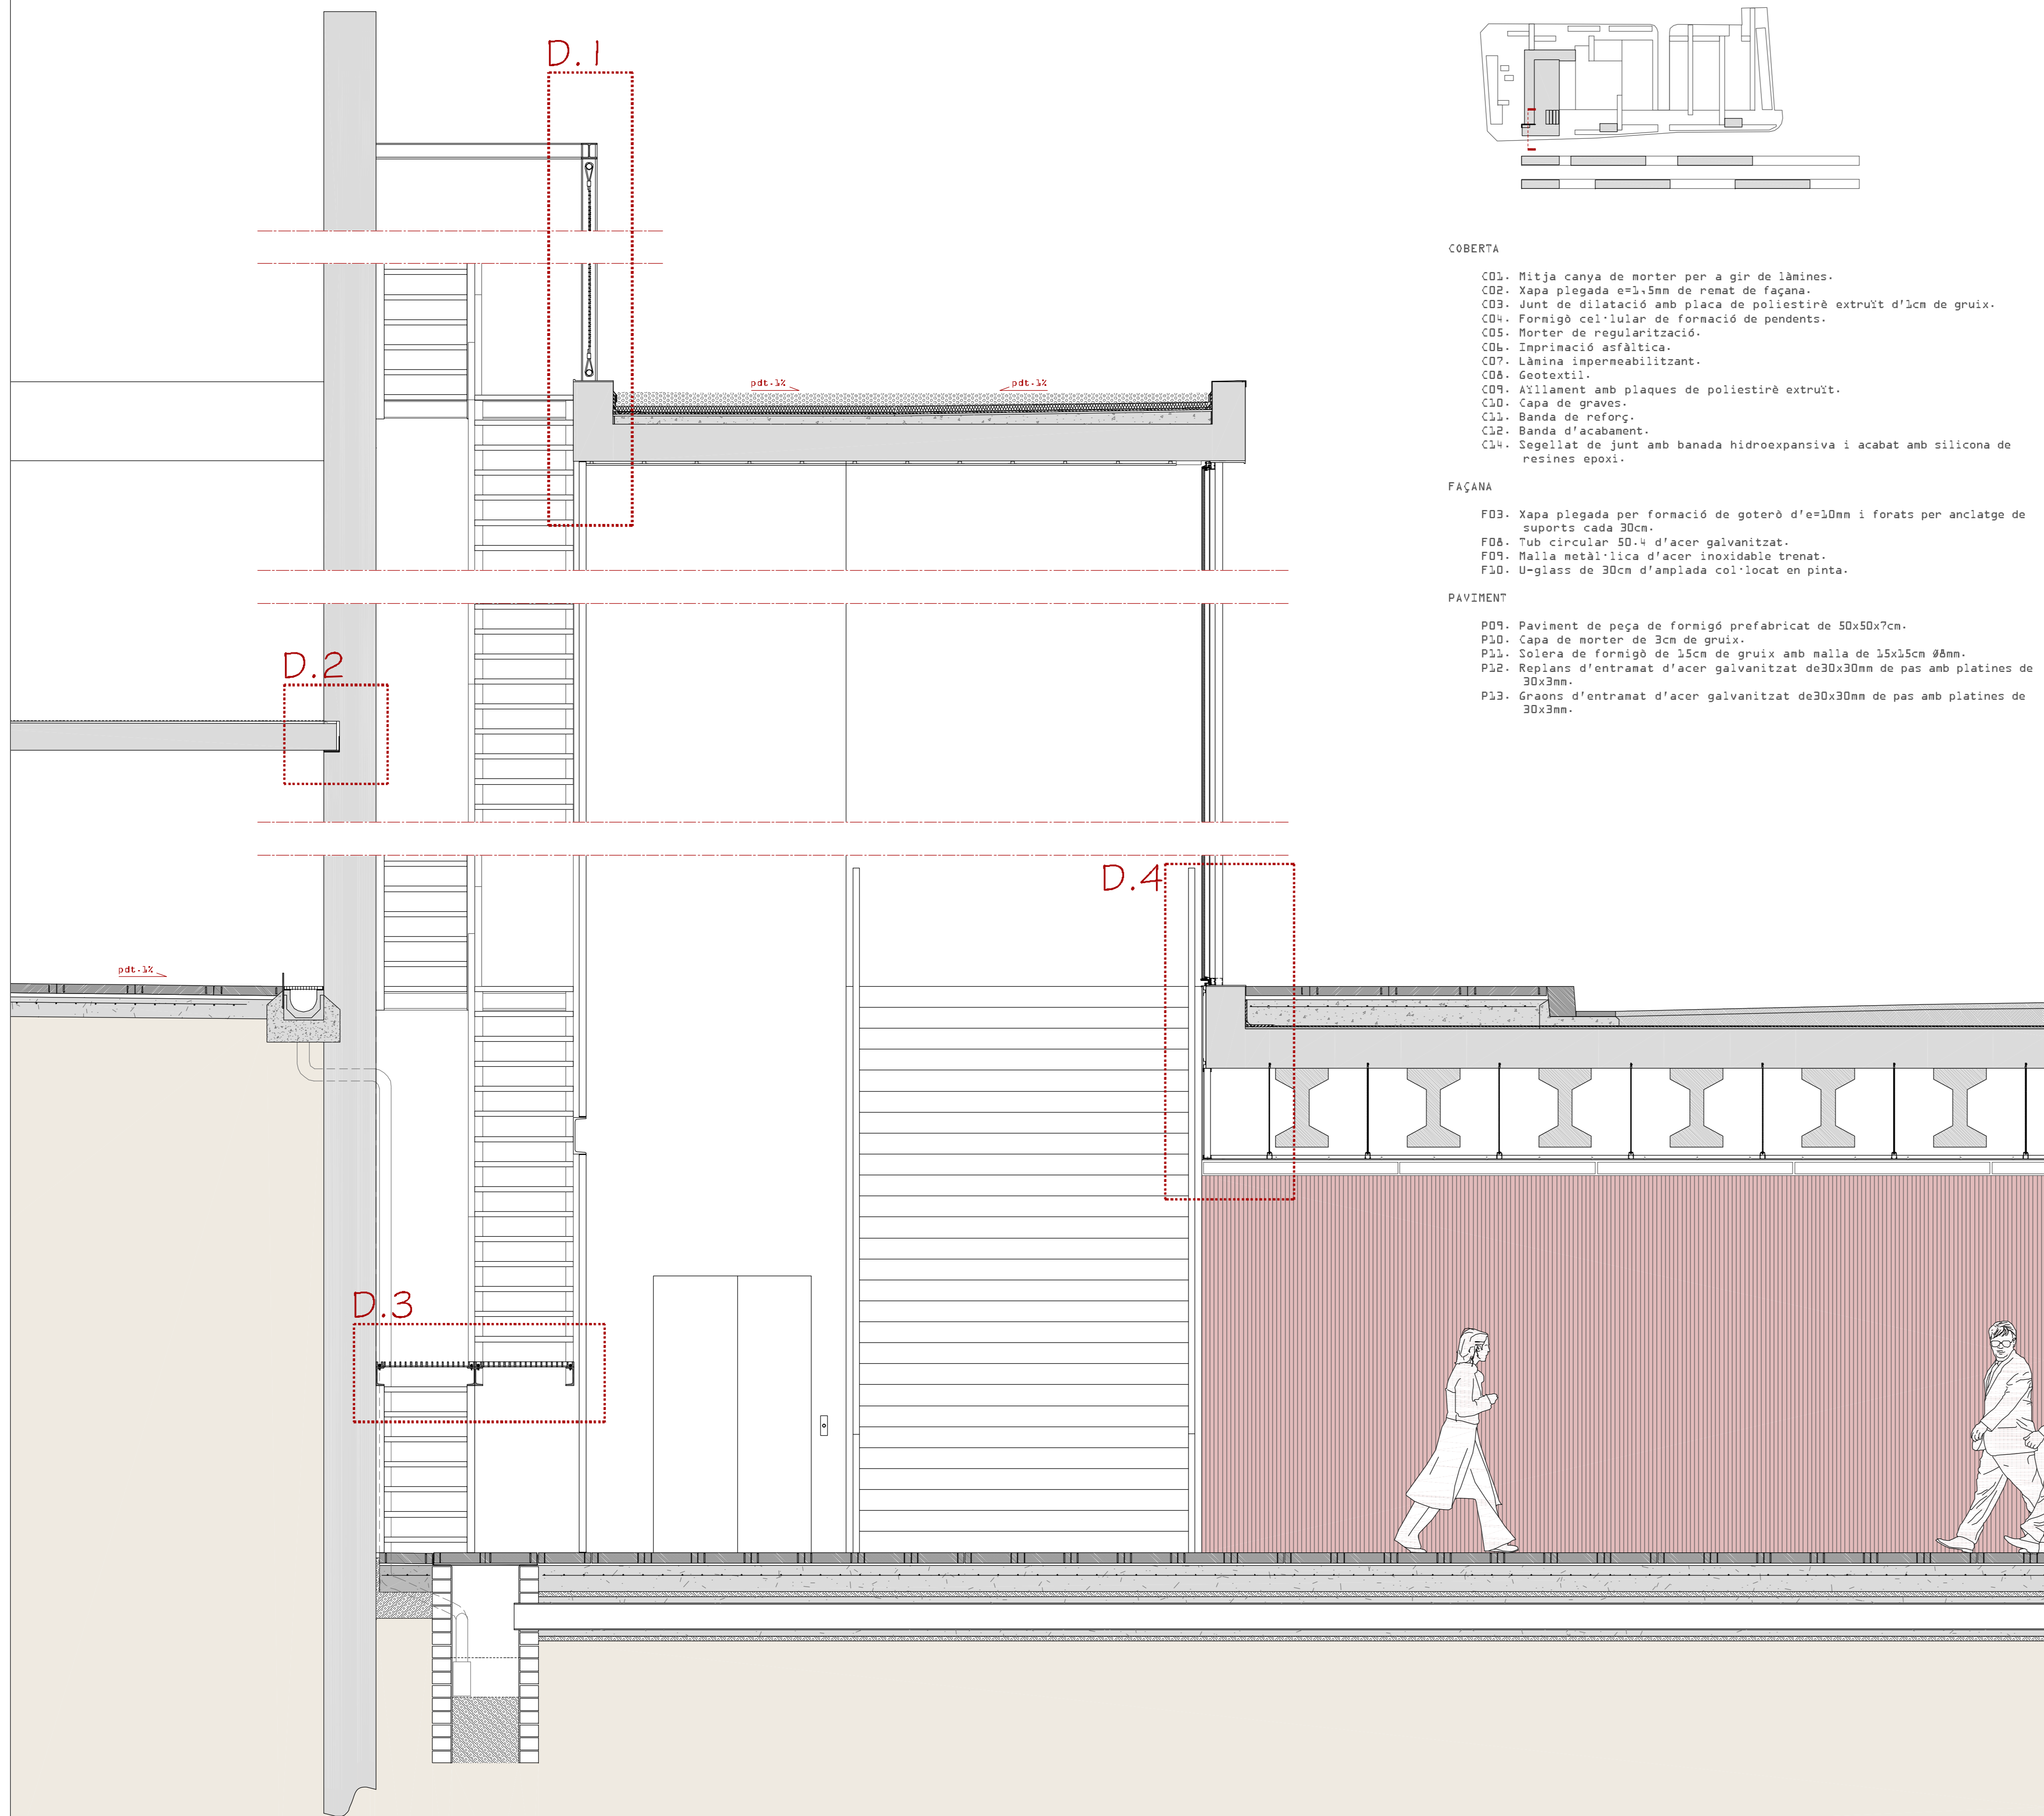 D.1
COBERTA
C01. Mitja canya de morter per a gir de làmines.
C02. Xapa plegada e=1,5mm de remat de façana.
C03. Junt de dilatació amb placa de poliestirè extruït d'1cm de gruix.
C04. Formigò cel·lular de formació de pendents.
C05. Morter de regularització.
C06. Imprimació asfàltica.
C07. Làmina impermeabilitzant.
C08. Geotextil.
C09. Aïllament amb plaques de poliestirè extruït.
C10. Capa de graves.
C11. Banda de reforç.
C12. Banda d'acabament.
C14. Segellat de junt amb banada hidroexpansiva i acabat amb silicona de
resines epoxi.
pdt.1%
pdt.1%
FAÇANA
F03. Xapa plegada per formació de goterò d'e=10mm i forats per anclatge de
suports cada 30cm.
F08. Tub circular 50.4 d'acer galvanitzat.
F09. Malla metàl·lica d'acer inoxidable trenat.
F10. U-glass de 30cm d'amplada col·locat en pinta.
PAVIMENT
P09. Paviment de peça de formigó prefabricat de 50x50x7cm.
P10. Capa de morter de 3cm de gruix.
P11. Solera de formigò de 15cm de gruix amb malla de 15x15cm Ø8mm.
P12. Replans d'entramat d'acer galvanitzat de30x30mm de pas amb platines de
30x3mm.
P13. Graons d'entramat d'acer galvanitzat de30x30mm de pas amb platines de
30x3mm.
D.2
D.4
pdt.1%
D.3